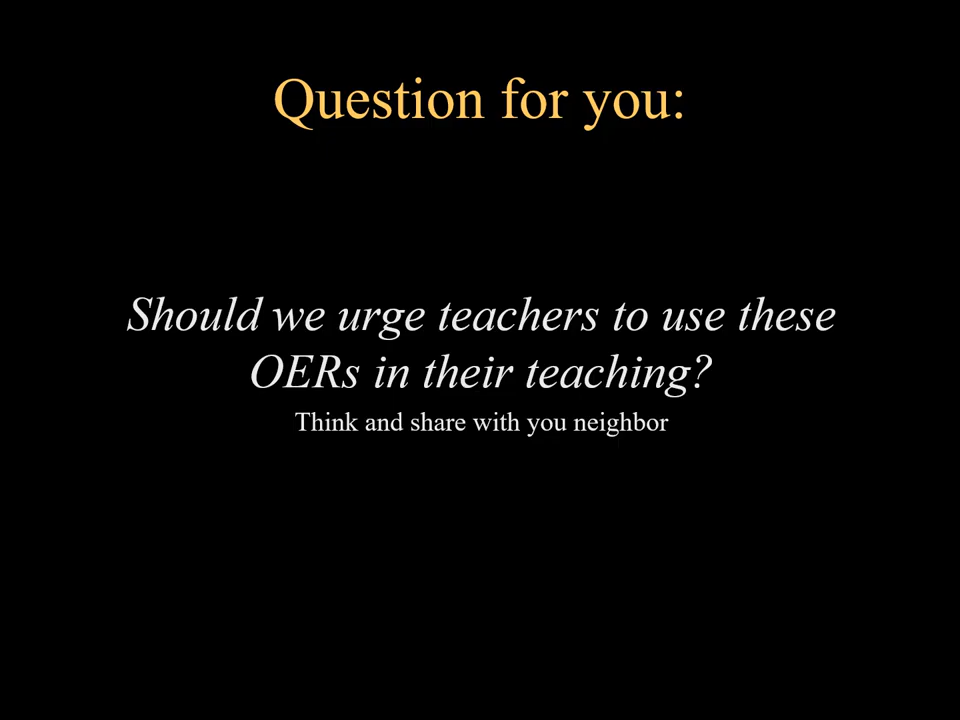 Question for you:
Should we urge teachers to use these
OERs in their teaching?
Think and share with you neighbor